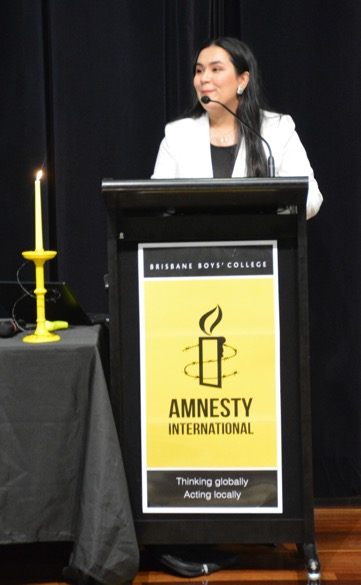 BRISBANE BOYS' COLLEGE
AMNESTY
INTERNATIONAL
Thinking globally
Acting locally